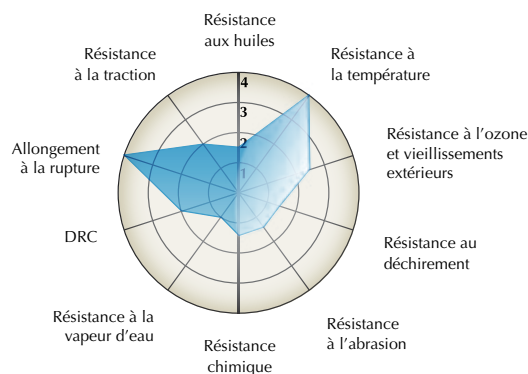 Résistance
aux huiles
Résistance à
la température
Résistance à l’ozone
et vieillissements
extérieurs
Résistance au
déchirement
Résistance
à l’abrasion
Résistance
chimique
Résistance à la
vapeur d’eau
DRC
Allongement
à la rupture
Résistance
à la traction
4
3
2
1